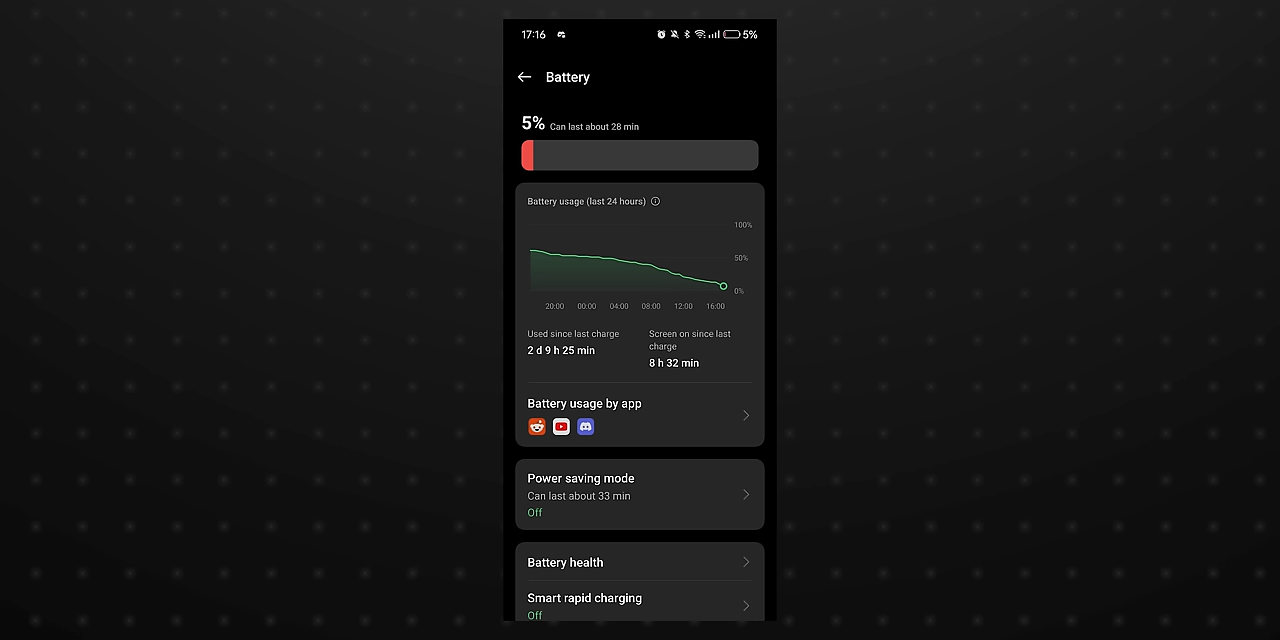 17:16 5%
Battery
5% Can last about 28 min
Battery usage (last 24 hours)
100%
50%
0%
20:00 00:00 04:00 08:00 12:00 16:00
Used since last charge
2 d 9 h 25 min
Screen on since last
charge
8 h 32 min
Battery usage by app
Power saving mode
Can last about 33 min
Off
Battery health
Smart rapid charging
Off